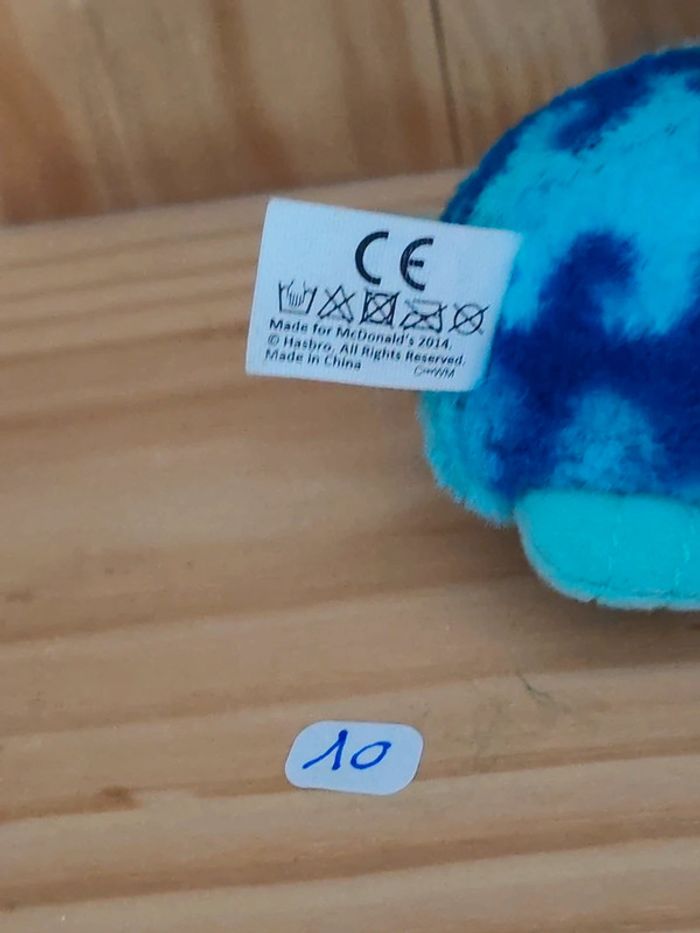 CE
Made for McDonald's 2014.
© Hasbro. All Rights Reserved.
Made in China
10